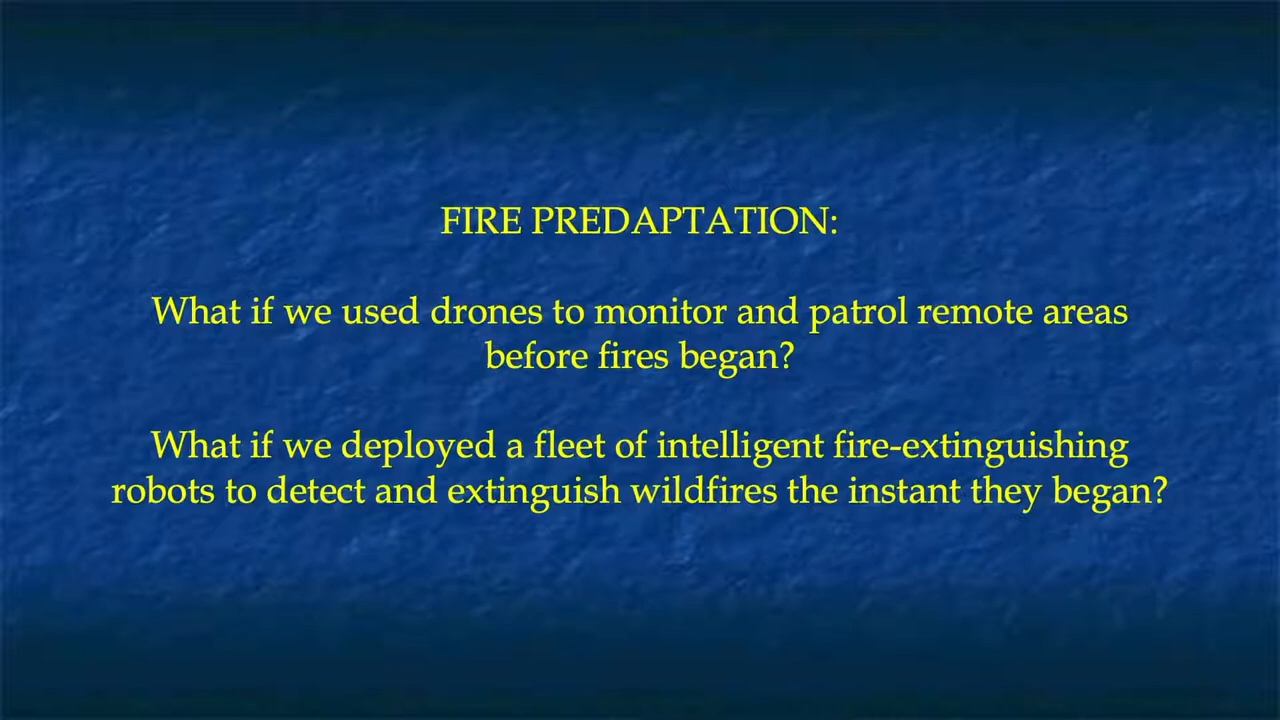 FIRE PREDAPTATION:
What if we used drones to monitor and patrol remote areas
before fires began?
What if we deployed a fleet of intelligent fire-extinguishing
robots to detect and extinguish wildfires the instant they began?